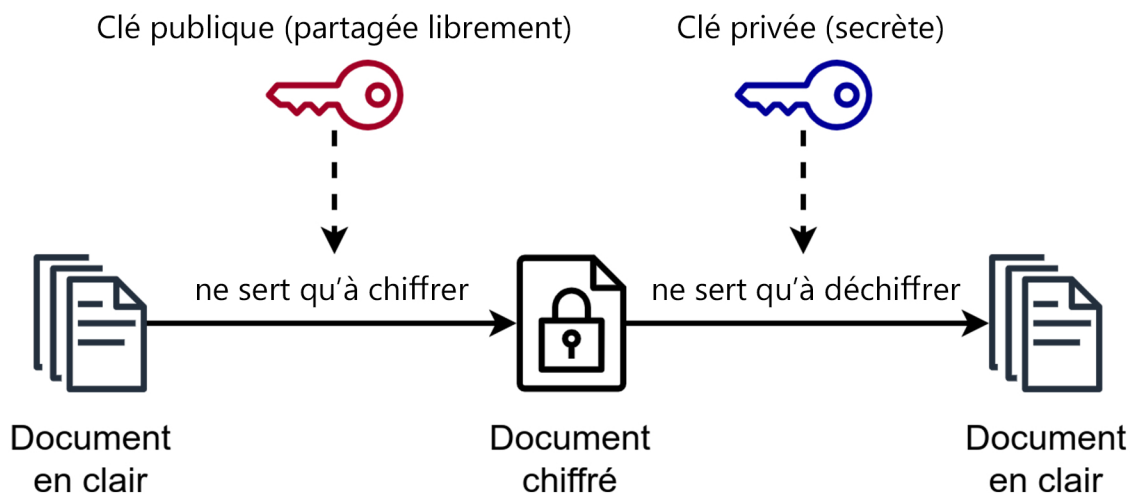 Clé publique (partagée librement)
Clé privée (secrète)
ne sert qu’à chiffrer
ne sert qu’à déchiffrer
Document
en clair
Document
chiffré
Document
en clair